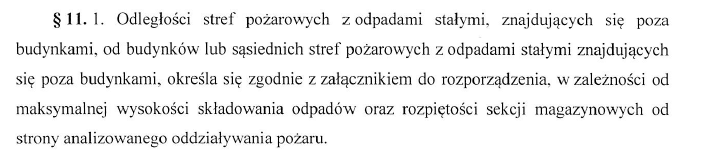 § 11. 1. Odległości stref pożarowych z odpadami stałymi, znajdujących się poza
budynkami, od budynków lub sąsiednich stref pożarowych z odpadami stałymi znajdujących
się poza budynkami, określa się zgodnie z załącznikiem do rozporządzenia, w zależności od
maksymalnej wysokości składowania odpadów oraz rozpiętości sekcji magazynowych od
strony analizowanego oddziaływania pożaru.